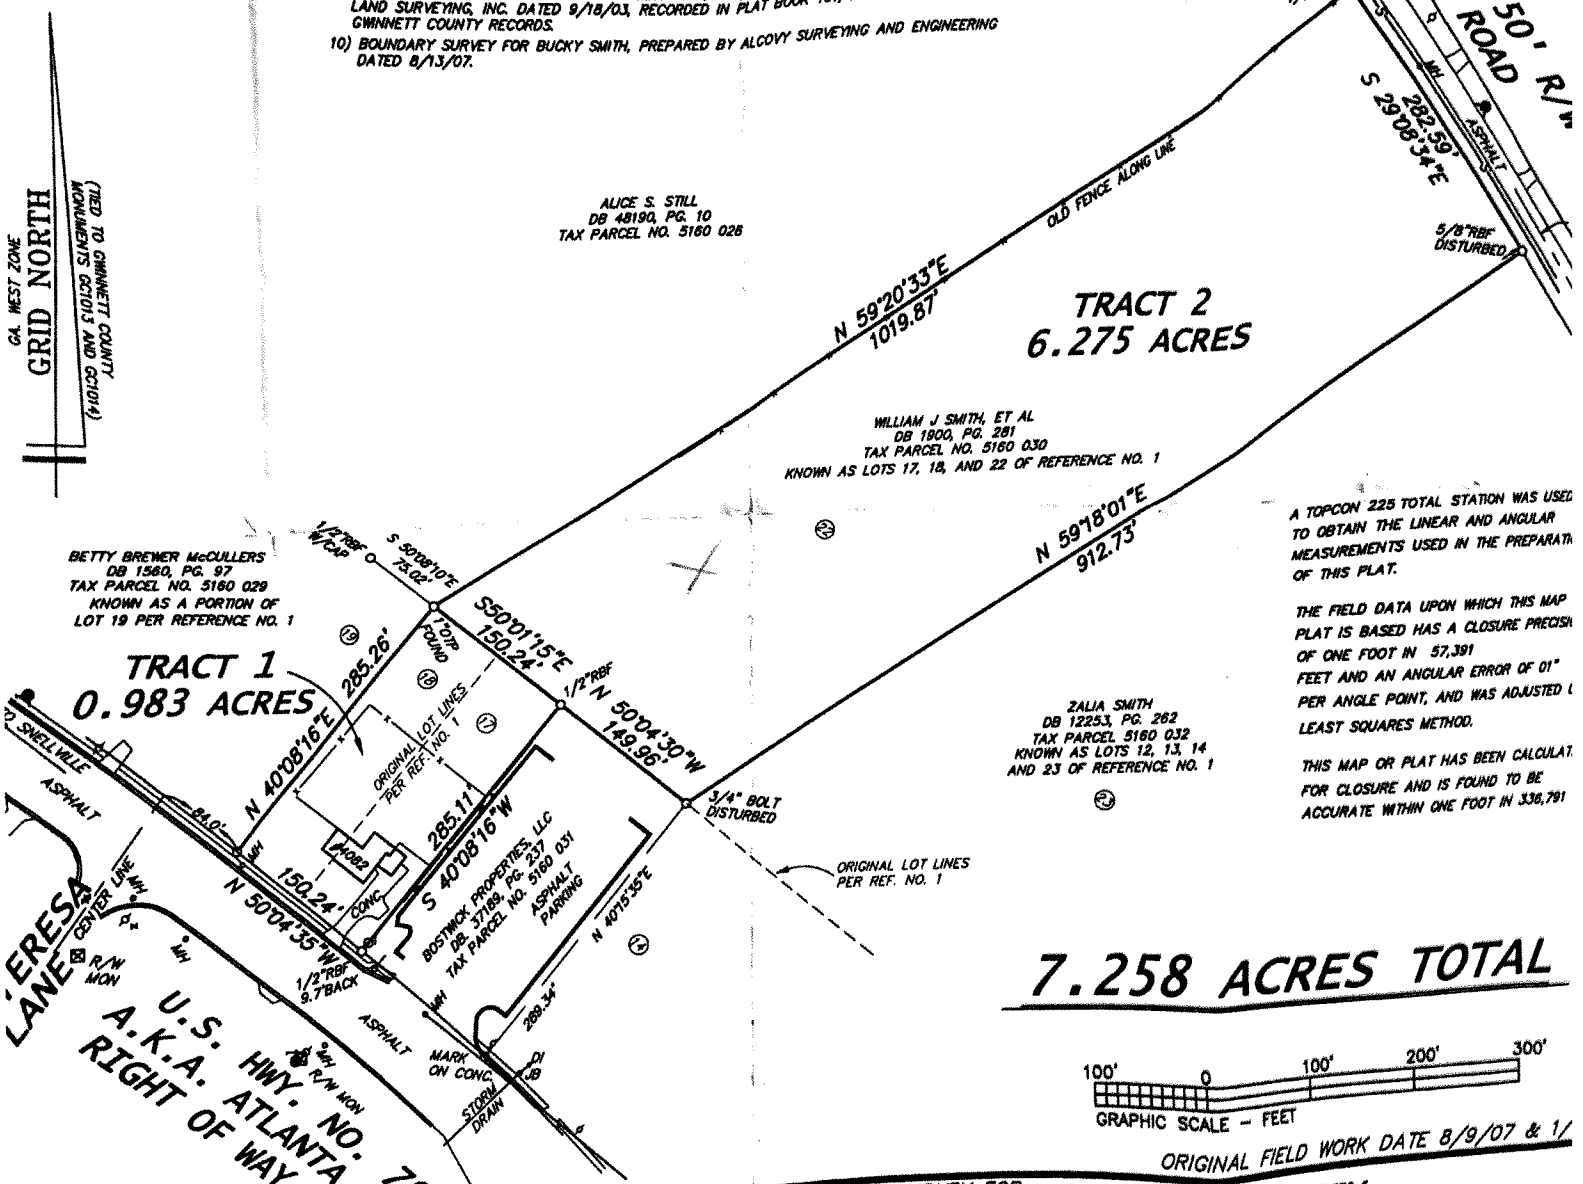 LAND SURVEYING, INC. DATED 9/18/03, RECORDED IN PLAT BOOK
GWINNETT COUNTY RECORDS.
10) BOUNDARY SURVEY FOR BUCKY SMITH, PREPARED BY ALCOVY SURVEYING AND ENGINEERING
DATED 8/13/07.
50' R/W
ROAD
MH
282.59'
S 29°08'34"E
ASPHALT
S
S
5/8"RBF
DISTURBED
GA. WEST ZONE
GRID NORTH
(TIED TO GWINNETT COUNTY
MONUMENTS GC1013 AND GC1014)
ALICE S. STILL
DB 48190, PG. 10
TAX PARCEL NO. 5160 026
OLD FENCE ALONG LINE
N 59°20'33"E
1019.87'
TRACT 2
6.275 ACRES
WILLIAM J SMITH, ET AL
DB 1900, PG. 281
TAX PARCEL NO. 5160 030
KNOWN AS LOTS 17, 18, AND 22 OF REFERENCE NO. 1
22
N 59°18'01"E
912.73'
A TOPCON 225 TOTAL STATION WAS USED
TO OBTAIN THE LINEAR AND ANGULAR
MEASUREMENTS USED IN THE PREPARATI
OF THIS PLAT.
THE FIELD DATA UPON WHICH THIS MAP
PLAT IS BASED HAS A CLOSURE PRECISI
OF ONE FOOT IN 57,391
FEET AND AN ANGULAR ERROR OF 01"
PER ANGLE POINT, AND WAS ADJUSTED U
LEAST SQUARES METHOD.
THIS MAP OR PLAT HAS BEEN CALCULAT
FOR CLOSURE AND IS FOUND TO BE
ACCURATE WITHIN ONE FOOT IN 336,791
BETTY BREWER McCULLERS
DB 1560, PG. 97
TAX PARCEL NO. 5160 029
KNOWN AS A PORTION OF
LOT 19 PER REFERENCE NO. 1
1/2"RBF
W/CAP
S 50°08'10"E
75.02'
19
1"OTP
FOUND
S50°01'15"E
150.24'
1/2"RBF
N 50°04'30"W
149.96'
3/4" BOLT
DISTURBED
TRACT 1
0.983 ACRES
285.26'
N 40°08'16"E
18
17
ORIGINAL LOT LINES
PER REF. NO. 1
285.11'
S 40°08'16"W
4082
CONC.
84.0'
MH
150.24'
N 50°04'35"W
1/2"RBF
9.7'BACK
TO SNELLVILLE
ASPHALT
CENTER LINE
MH
ERESA
LANE
R/W
MON
MH
BOSTWICK PROPERTIES, LLC
DB. 37189, PG. 237
TAX PARCEL NO. 5160 031
ASPHALT
PARKING
N 40°15'35"E
289.34'
14
ZALIA SMITH
DB 12253, PG. 262
TAX PARCEL 5160 032
KNOWN AS LOTS 12, 13, 14
AND 23 OF REFERENCE NO. 1
23
ORIGINAL LOT LINES
PER REF. NO. 1
7.258 ACRES TOTAL
U.S. HWY. NO. 78
A.K.A. ATLANTA
RIGHT OF WAY
MH
R/W MON
ASPHALT
MH
MARK
ON CONC.
DI
JB
STORM
DRAIN
100' 0 100' 200' 300'
GRAPHIC SCALE - FEET
ORIGINAL FIELD WORK DATE 8/9/07 & 1/